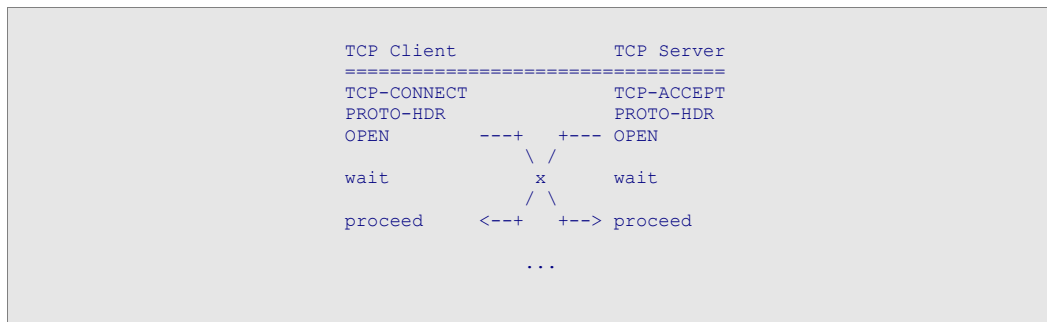 TCP Client                TCP Server
==================================
TCP-CONNECT             TCP-ACCEPT
PROTO-HDR               PROTO-HDR
OPEN        ---+   +--- OPEN
                \ /
wait             x      wait
                / \
proceed     <--+   +--> proceed
...